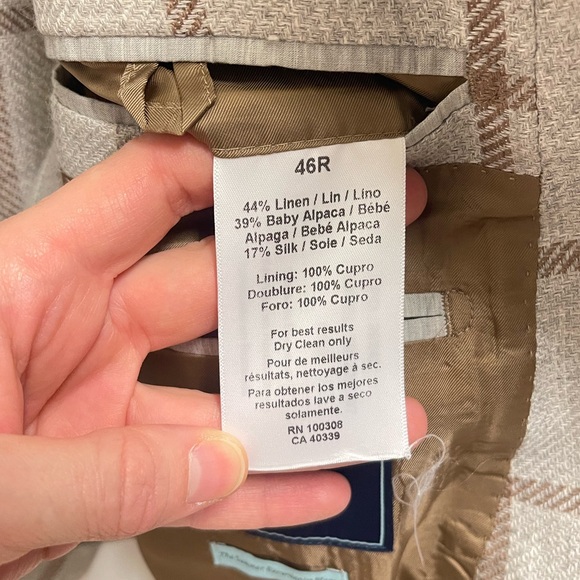 46R
44% Linen / Lin / Lino
39% Baby Alpaca / Bébé
Alpaga / Bebé Alpaca
17% Silk / Soie / Seda
Lining: 100% Cupro
Doublure: 100% Cupro
Foro: 100% Cupro
For best results
Dry Clean only
Pour de meilleurs
résultats, nettoyage á sec.
Para obtener los mejores
resultados lave a seco
solamente.
RN 100308
CA 40339
The Summer